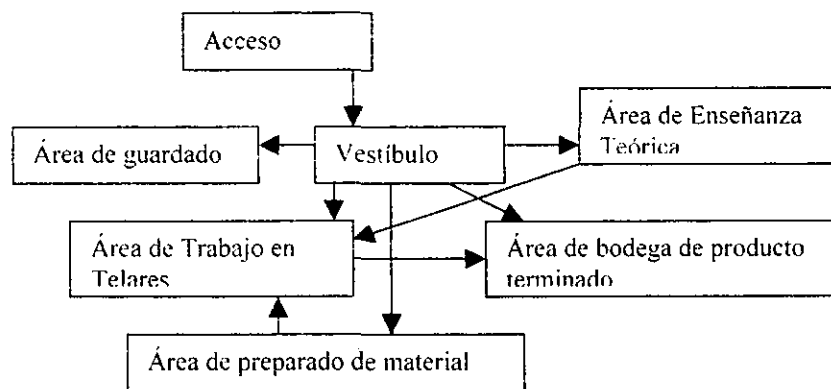 Acceso
Área de Enseñanza
Teórica
Área de guardado
Vestíbulo
Área de Trabajo en
Telares
Área de bodega de producto
terminado
Área de preparado de material